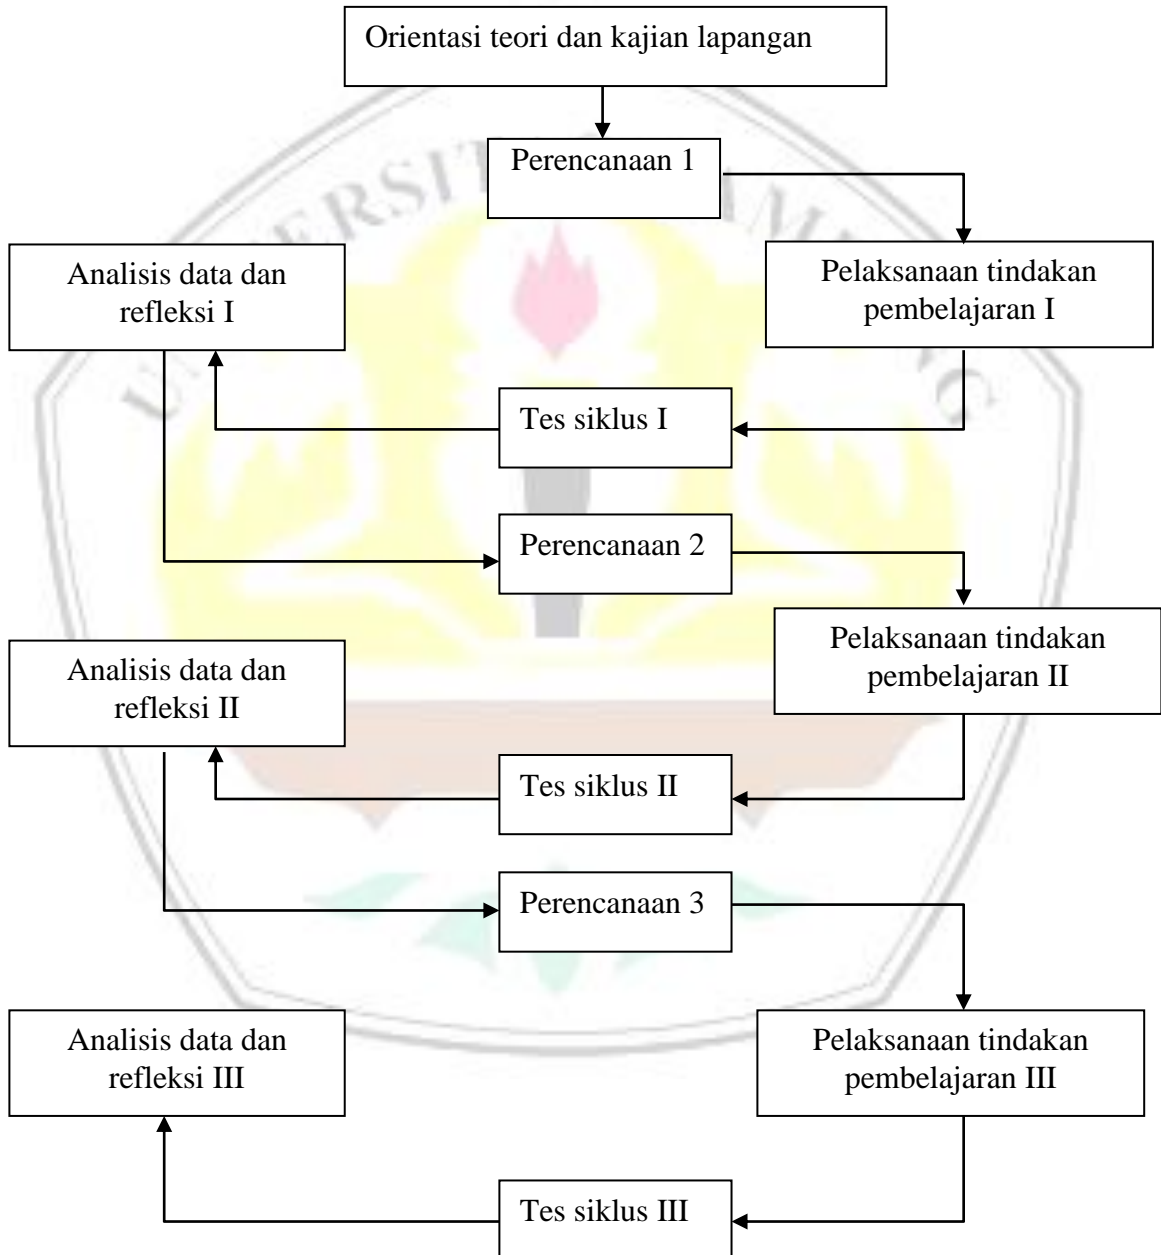 Orientasi teori dan kajian lapangan
Perencanaan 1
Pelaksanaan tindakan
pembelajaran I
Tes siklus I
Analisis data dan
refleksi I
Perencanaan 2
Pelaksanaan tindakan
pembelajaran II
Tes siklus II
Analisis data dan
refleksi II
Perencanaan 3
Pelaksanaan tindakan
pembelajaran III
Tes siklus III
Analisis data dan
refleksi III